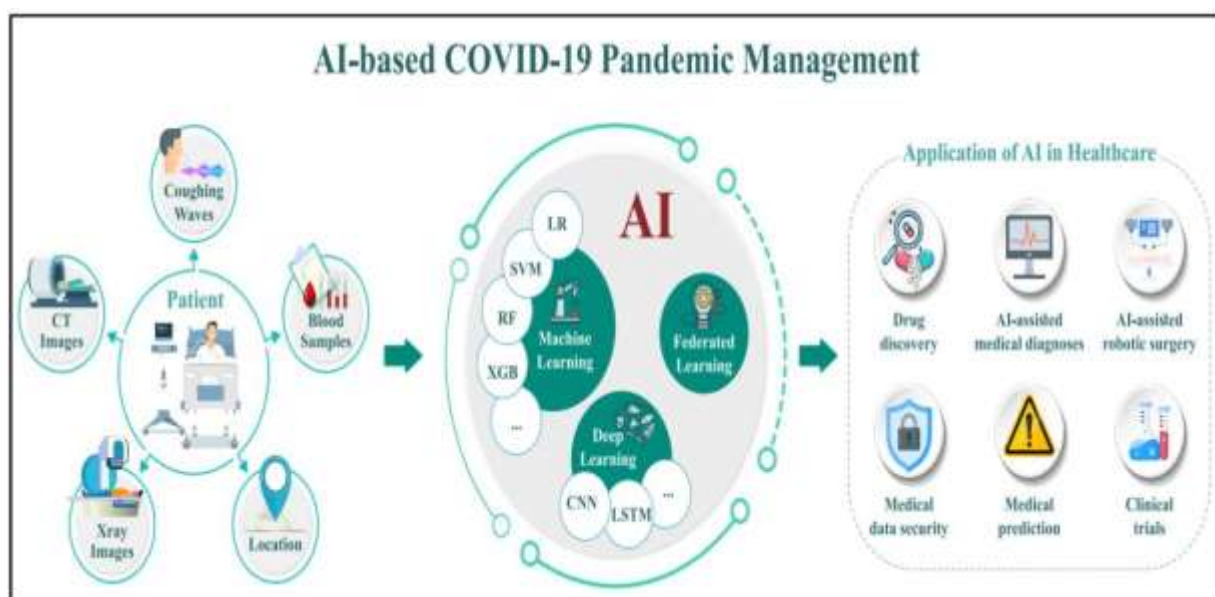 AI-based COVID-19 Pandemic Management
Coughing
Waves
CT
Images
Patient
Blood
Samples
Xray
Images
Location
AI
LR
SVM
RF
XGB
...
Machine
Learning
Federated
Learning
Deep
Learning
CNN
LSTM
...
Application of AI in Healthcare
Drug
discovery
AI-assisted
medical diagnoses
AI-assisted
robotic surgery
Medical
data security
Medical
prediction
Clinical
trials